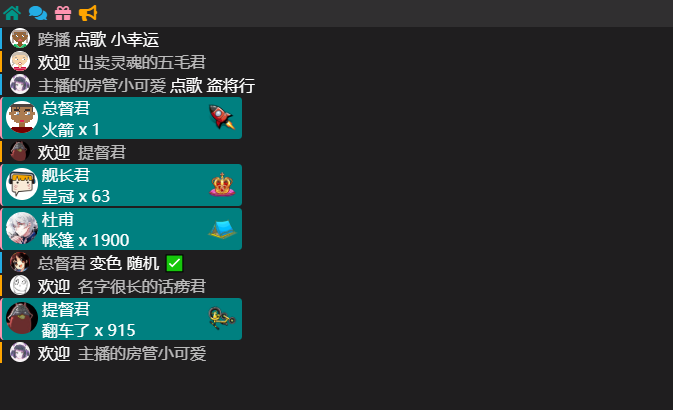 跨播 点歌 小幸运
欢迎 出卖灵魂的五毛君
主播的房管小可爱 点歌 盗将行
总督君
火箭 x 1
欢迎 提督君
舰长君
皇冠 x 63
杜甫
帐篷 x 1900
总督君 变色 随机 ✅
欢迎 名字很长的话痨君
提督君
翻车了 x 915
欢迎 主播的房管小可爱